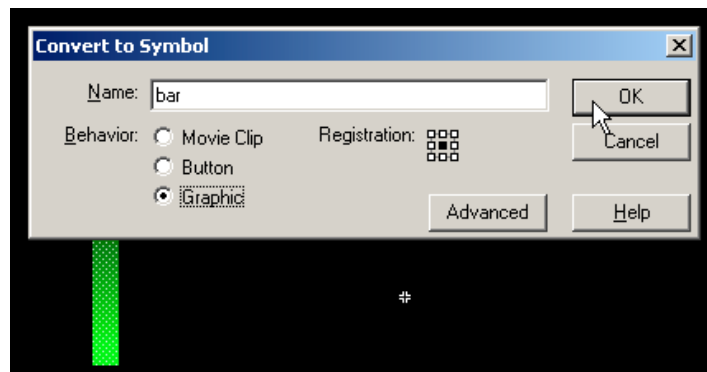 Convert to Symbol
Name: bar OK
Behavior: Movie Clip Registration: Cancel
Button
Graphic Advanced Help